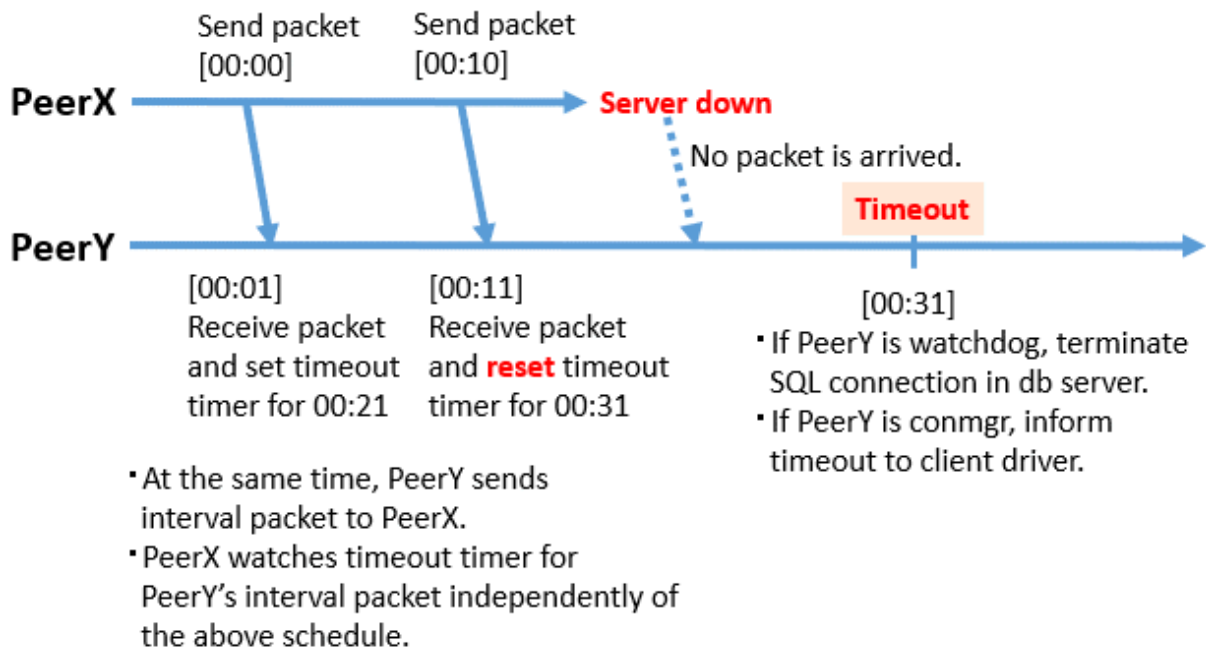 Send packet
[00:00]
Send packet
[00:10]
PeerX
Server down
No packet is arrived.
Timeout
PeerY
[00:01]
Receive packet
and set timeout
timer for 00:21
[00:11]
Receive packet
and reset timeout
timer for 00:31
[00:31]
・If PeerY is watchdog, terminate
SQL connection in db server.
・If PeerY is conmgr, inform
timeout to client driver.
・At the same time, PeerY sends
interval packet to PeerX.
・PeerX watches timeout timer for
PeerY’s interval packet independently of
the above schedule.